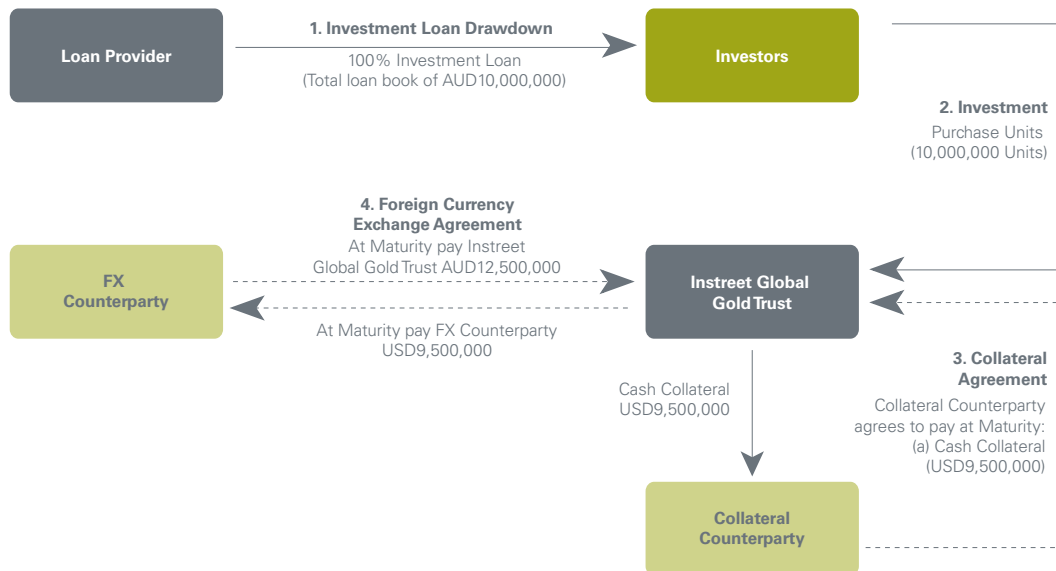 Loan Provider
1. Investment Loan Drawdown
100% Investment Loan
(Total loan book of AUD10,000,000)
Investors
2. Investment
Purchase Units
(10,000,000 Units)
4. Foreign Currency
Exchange Agreement
At Maturity pay Instreet
Global Gold Trust AUD12,500,000
FX
Counterparty
At Maturity pay FX Counterparty
USD9,500,000
Instreet Global
Gold Trust
Cash Collateral
USD9,500,000
3. Collateral
Agreement
Collateral Counterparty
agrees to pay at Maturity:
(a) Cash Collateral
(USD9,500,000)
Collateral
Counterparty